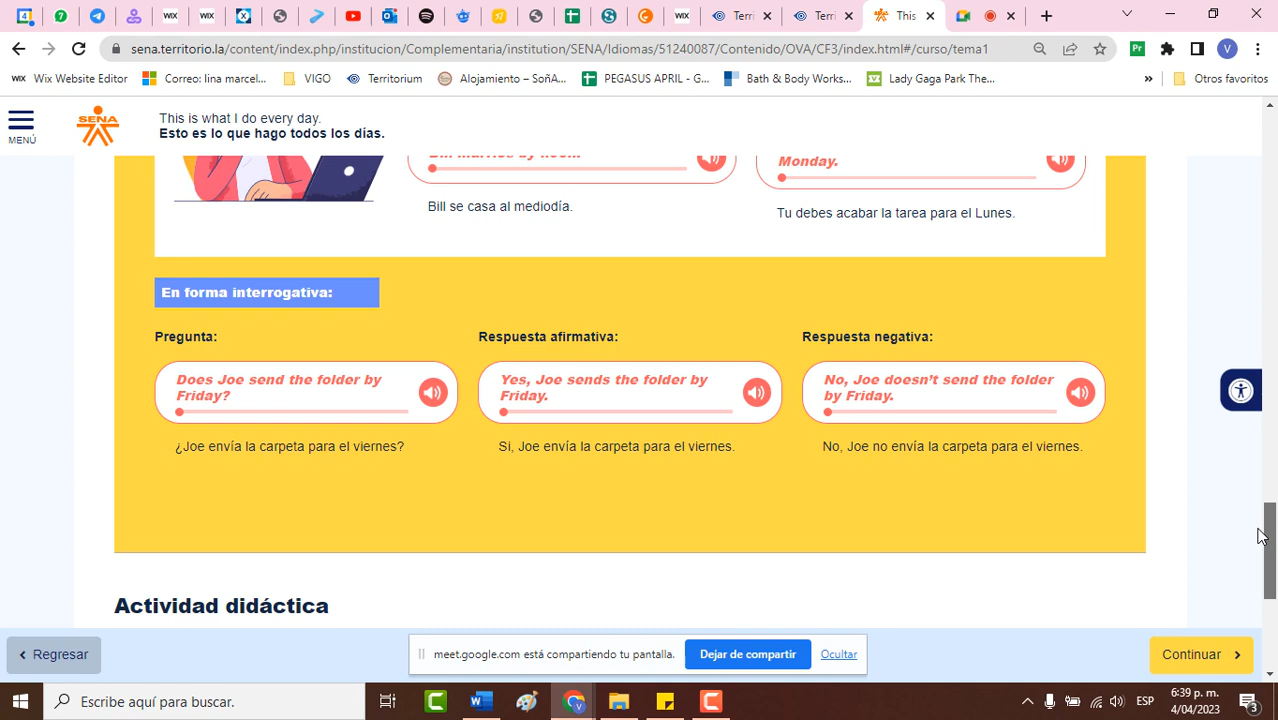 Terri
Terri
This
sena.territorio.la/content/index.php/institucion/Complementaria/institution/SENA/Idiomas/51240087/Contenido/OVA/CF3/index.html#/curso/tema1
Pr
V
WIX Wix Website Editor
Correo: lina marcel...
VIGO
Territorium
Alojamiento – SoñA...
PEGASUS APRIL - G...
Bath & Body Works...
Lady Gaga Park The...
»
Otros favoritos
MENÚ
SENA
This is what I do every day.
Esto es lo que hago todos los días.
Monday.
Bill se casa al mediodía.
Tu debes acabar la tarea para el Lunes.
En forma interrogativa:
Pregunta:
Respuesta afirmativa:
Respuesta negativa:
Does Joe send the folder by
Friday?
Yes, Joe sends the folder by
Friday.
No, Joe doesn’t send the folder
by Friday.
¿Joe envía la carpeta para el viernes?
Si, Joe envía la carpeta para el viernes.
No, Joe no envía la carpeta para el viernes.
Actividad didáctica
Regresar
meet.google.com está compartiendo tu pantalla.
Dejar de compartir
Ocultar
Continuar
Escribe aquí para buscar.
ESP
6:39 p. m.
4/04/2023
3